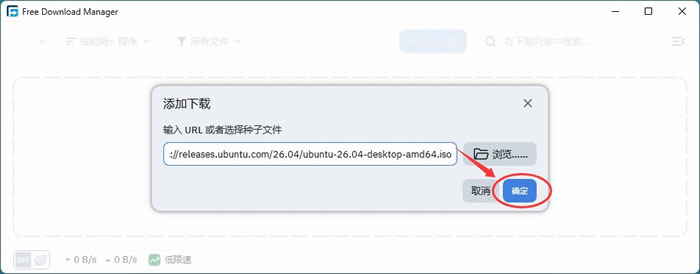 Free Download Manager
按时间：降序
所有文件
在下载列表中搜索...
添加下载
输入 URL 或者选择种子文件
://releases.ubuntu.com/26.04/ubuntu-26.04-desktop-amd64.iso
浏览......
取消
确定
OFF
0 B/s
0 B/s
低限速